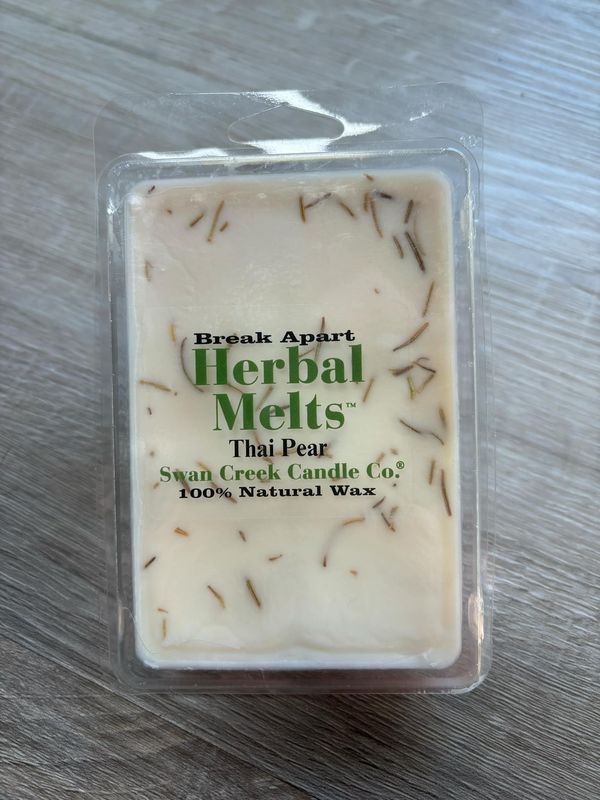 Break Apart
Herbal
Melts™
Thai Pear
Swan Creek Candle Co.®
100% Natural Wax